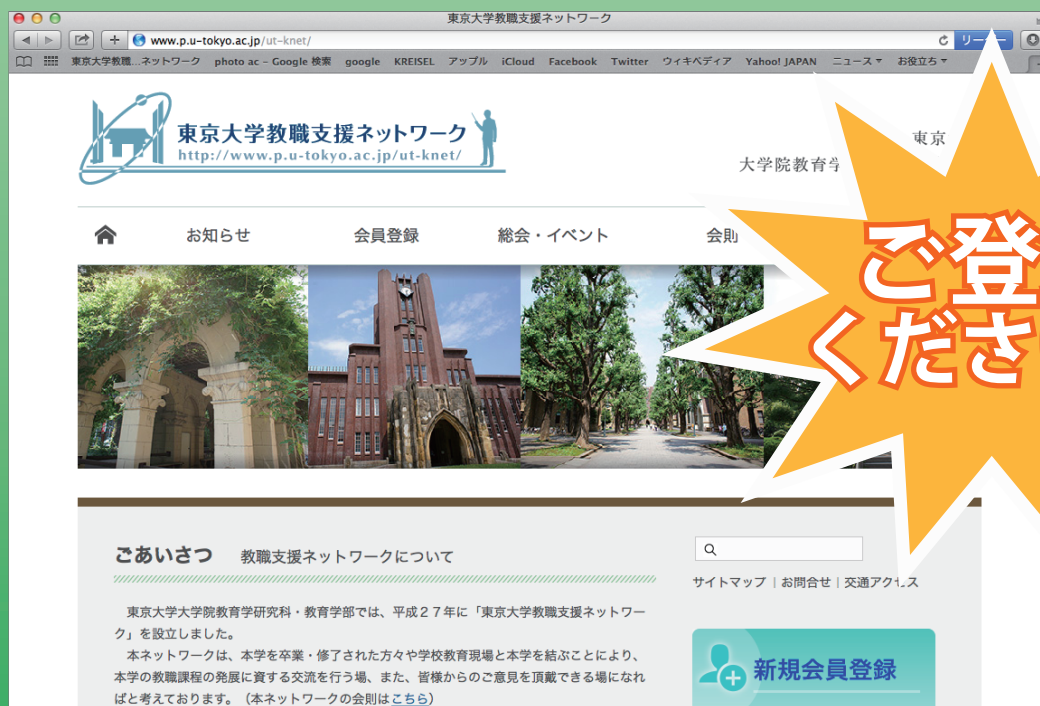 東京大学教職支援ネットワーク
www.p.u-tokyo.ac.jp/ut-knet/
リーダー
東京大学教職...ネットワーク photo ac - Google 検索 google KREISEL アップル iCloud Facebook Twitter ウィキペディア Yahoo! JAPAN ニュース お役立ち
東京大学教職支援ネットワーク
http://www.p.u-tokyo.ac.jp/ut-knet/
東京
大学院教育学
お知らせ 会員登録 総会・イベント 会則
ご登
くださ
ごあいさつ 教職支援ネットワークについて
サイトマップ | お問合せ | 交通アクセス
東京大学大学院教育学研究科・教育学部では、平成27年に「東京大学教職支援ネットワー
ク」を設立しました。
本ネットワークは、本学を卒業・修了された方々や学校教育現場と本学を結ぶことにより、
本学の教職課程の発展に資する交流を行う場、また、皆様からのご意見を頂戴できる場になれ
ばと考えております。（本ネットワークの会則はこちら）
新規会員登録